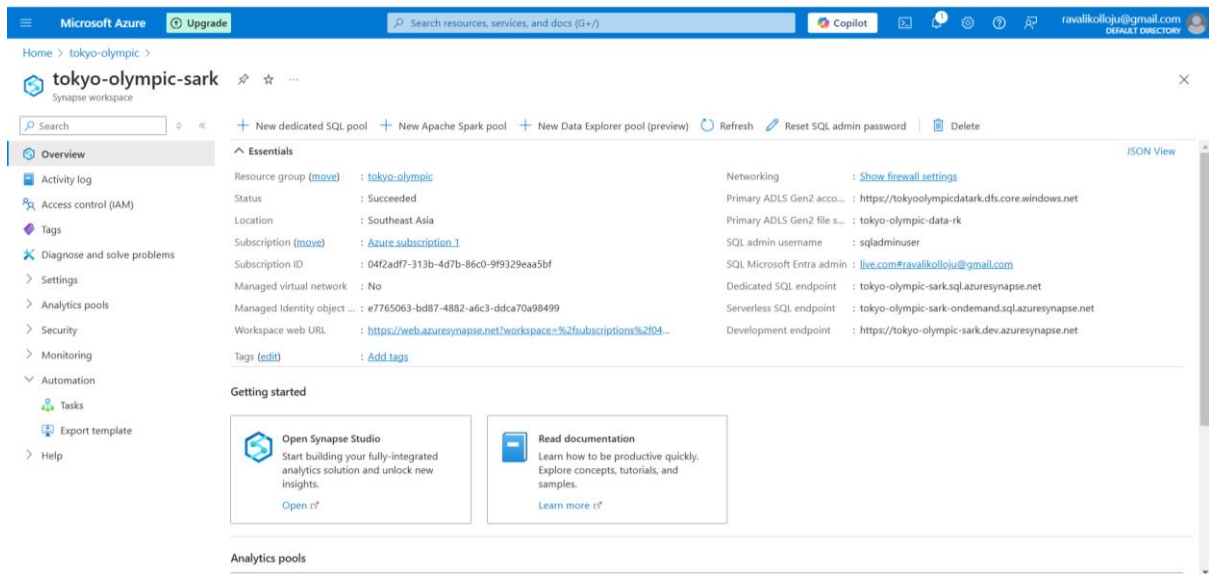 Microsoft Azure
Upgrade
Search resources, services, and docs (G+/)
Copilot
1
ravalikolloju@gmail.com
DEFAULT DIRECTORY
Home > tokyo-olympic >
tokyo-olympic-sark
Synapse workspace
Search
New dedicated SQL pool
New Apache Spark pool
New Data Explorer pool (preview)
Refresh
Reset SQL admin password
Delete
Overview
Activity log
Access control (IAM)
Tags
Diagnose and solve problems
Settings
Analytics pools
Security
Monitoring
Automation
Tasks
Export template
Help
Essentials
JSON View
Resource group (move) : tokyo-olympic
Status : Succeeded
Location : Southeast Asia
Subscription (move) : Azure subscription 1
Subscription ID : 04f2adf7-313b-4d7b-86c0-9f9329eaa5bf
Managed virtual network : No
Managed Identity object ... : e7765063-bd87-4882-a6c3-ddca70a98499
Workspace web URL : https://web.azuresynapse.net?workspace=%2fsubscriptions%2f04...
Tags (edit) : Add tags
Networking : Show firewall settings
Primary ADLS Gen2 acco... : https://tokyoolympicdatark.dfs.core.windows.net
Primary ADLS Gen2 file s... : tokyo-olympic-data-rk
SQL admin username : sqladminuser
SQL Microsoft Entra admin : live.com#ravalikolloju@gmail.com
Dedicated SQL endpoint : tokyo-olympic-sark.sql.azuresynapse.net
Serverless SQL endpoint : tokyo-olympic-sark-ondemand.sql.azuresynapse.net
Development endpoint : https://tokyo-olympic-sark.dev.azuresynapse.net
Getting started
Open Synapse Studio
Start building your fully-integrated
analytics solution and unlock new
insights.
Open
Read documentation
Learn how to be productive quickly.
Explore concepts, tutorials, and
samples.
Learn more
Analytics pools